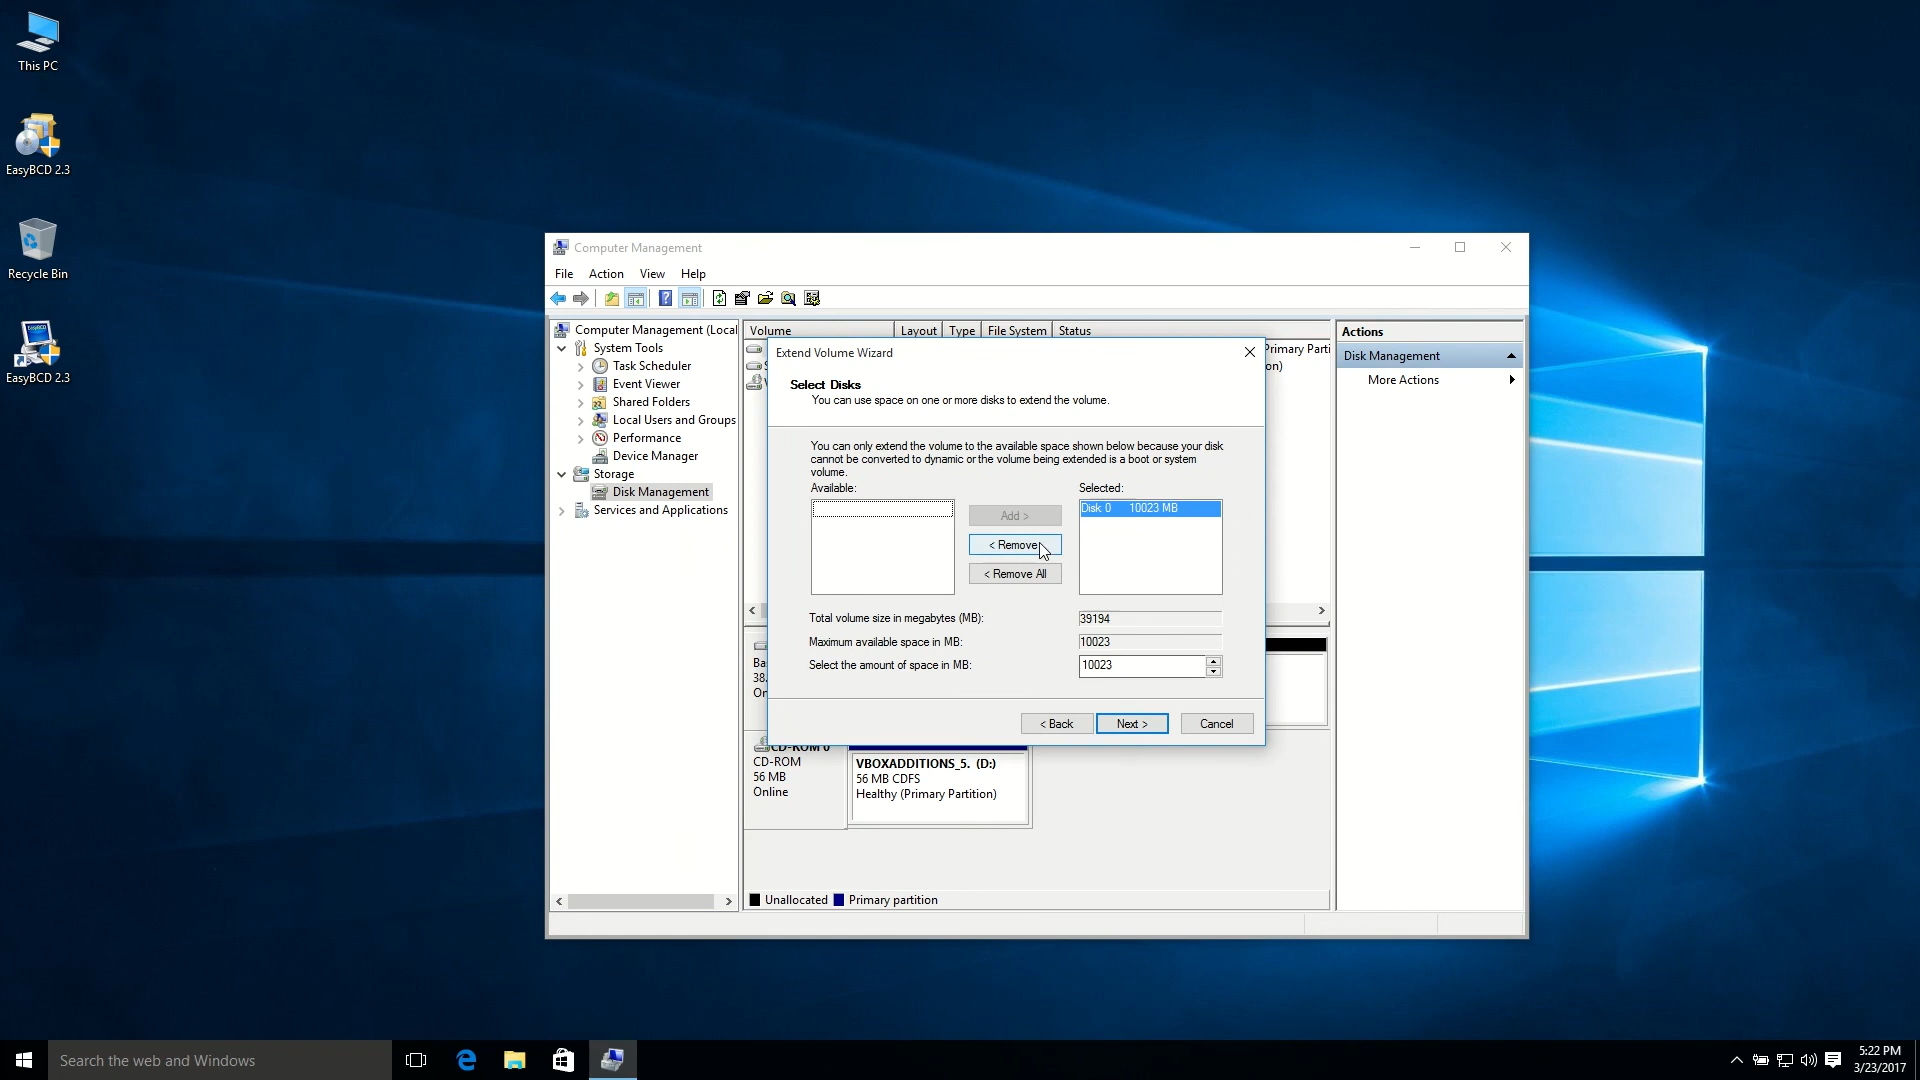 This PC
EasyBCD 2.3
Recycle Bin
EasyBCD 2.3
Computer Management
File Action View Help
Computer Management (Local
System Tools
Task Scheduler
Event Viewer
Shared Folders
Local Users and Groups
Performance
Device Manager
Storage
Disk Management
Services and Applications
Volume Layout Type File System Status
Primary Parti
on)
Extend Volume Wizard
Select Disks
You can use space on one or more disks to extend the volume.
You can only extend the volume to the available space shown below because your disk
cannot be converted to dynamic or the volume being extended is a boot or system
volume.
Available:
Selected:
Add >
Disk 0 10023 MB
< Remove
< Remove All
Total volume size in megabytes (MB): 39194
Maximum available space in MB: 10023
Select the amount of space in MB: 10023
< Back Next > Cancel
Ba
38.
On
CD-ROM 0
CD-ROM
56 MB
Online
VBOXADDITIONS_5. (D:)
56 MB CDFS
Healthy (Primary Partition)
Unallocated Primary partition
Actions
Disk Management
More Actions
Search the web and Windows
5:22 PM
3/23/2017